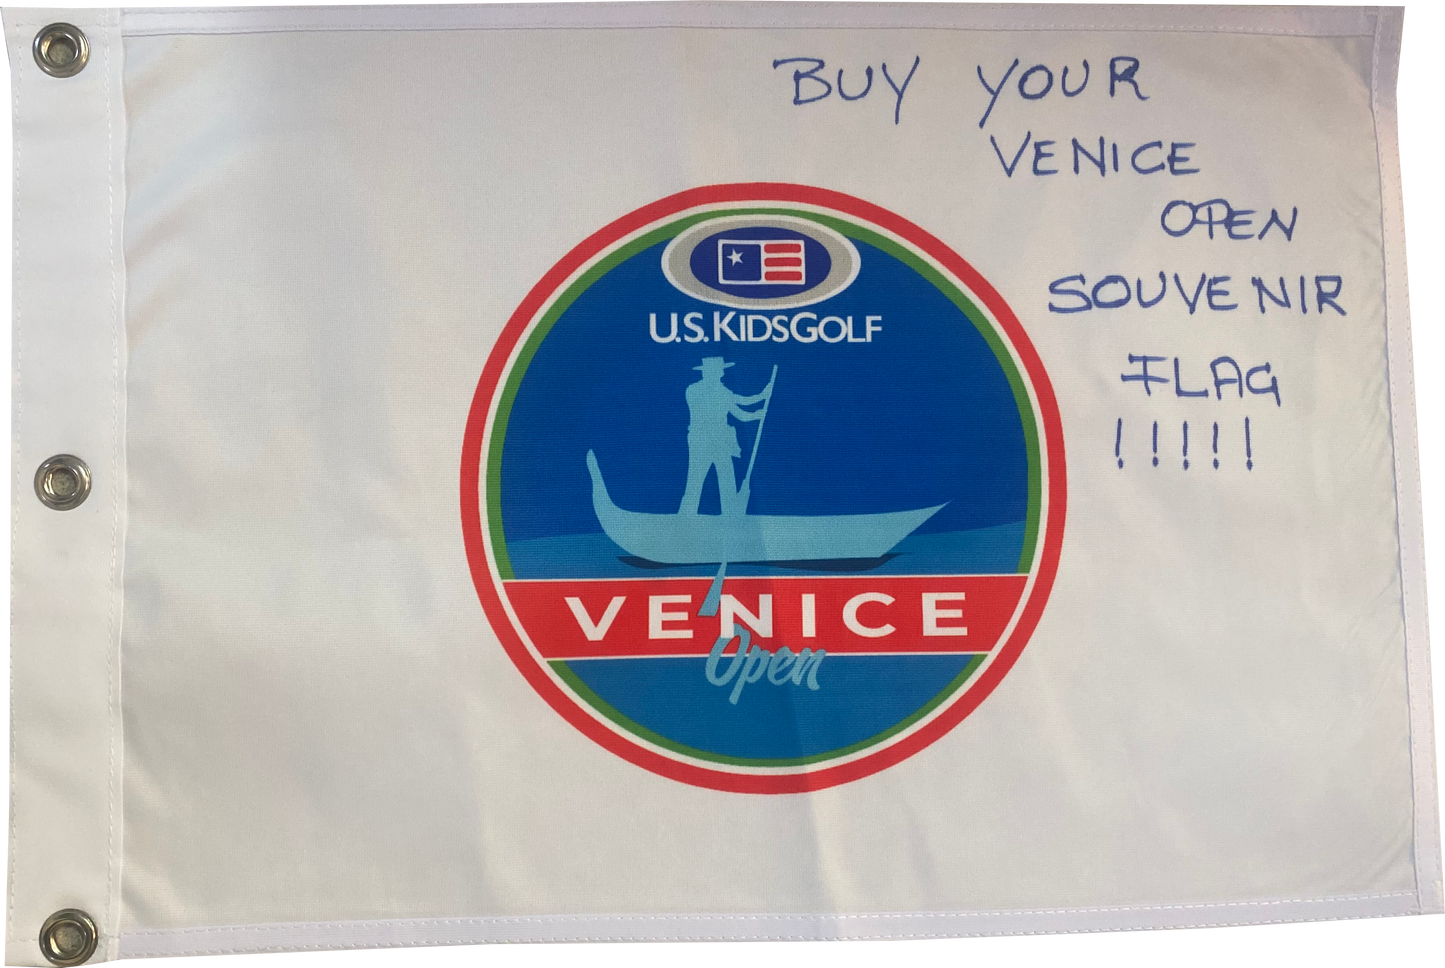 BUY YOUR
VENICE
OPEN
SOUVENIR
FLAG
!!!!!
U.S. KIDSGOLF
VENICE
Open